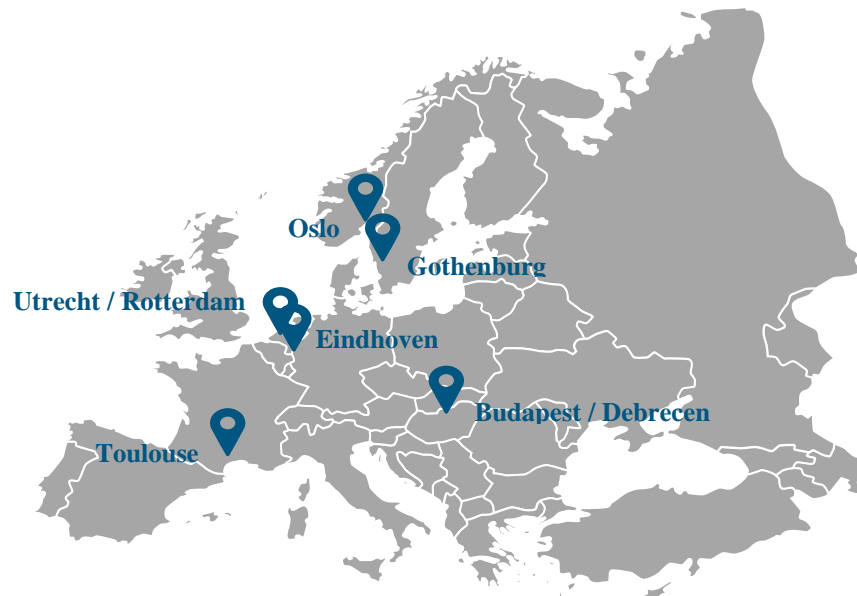 Oslo
Gothenburg
Utrecht / Rotterdam
Eindhoven
Budapest / Debrecen
Toulouse